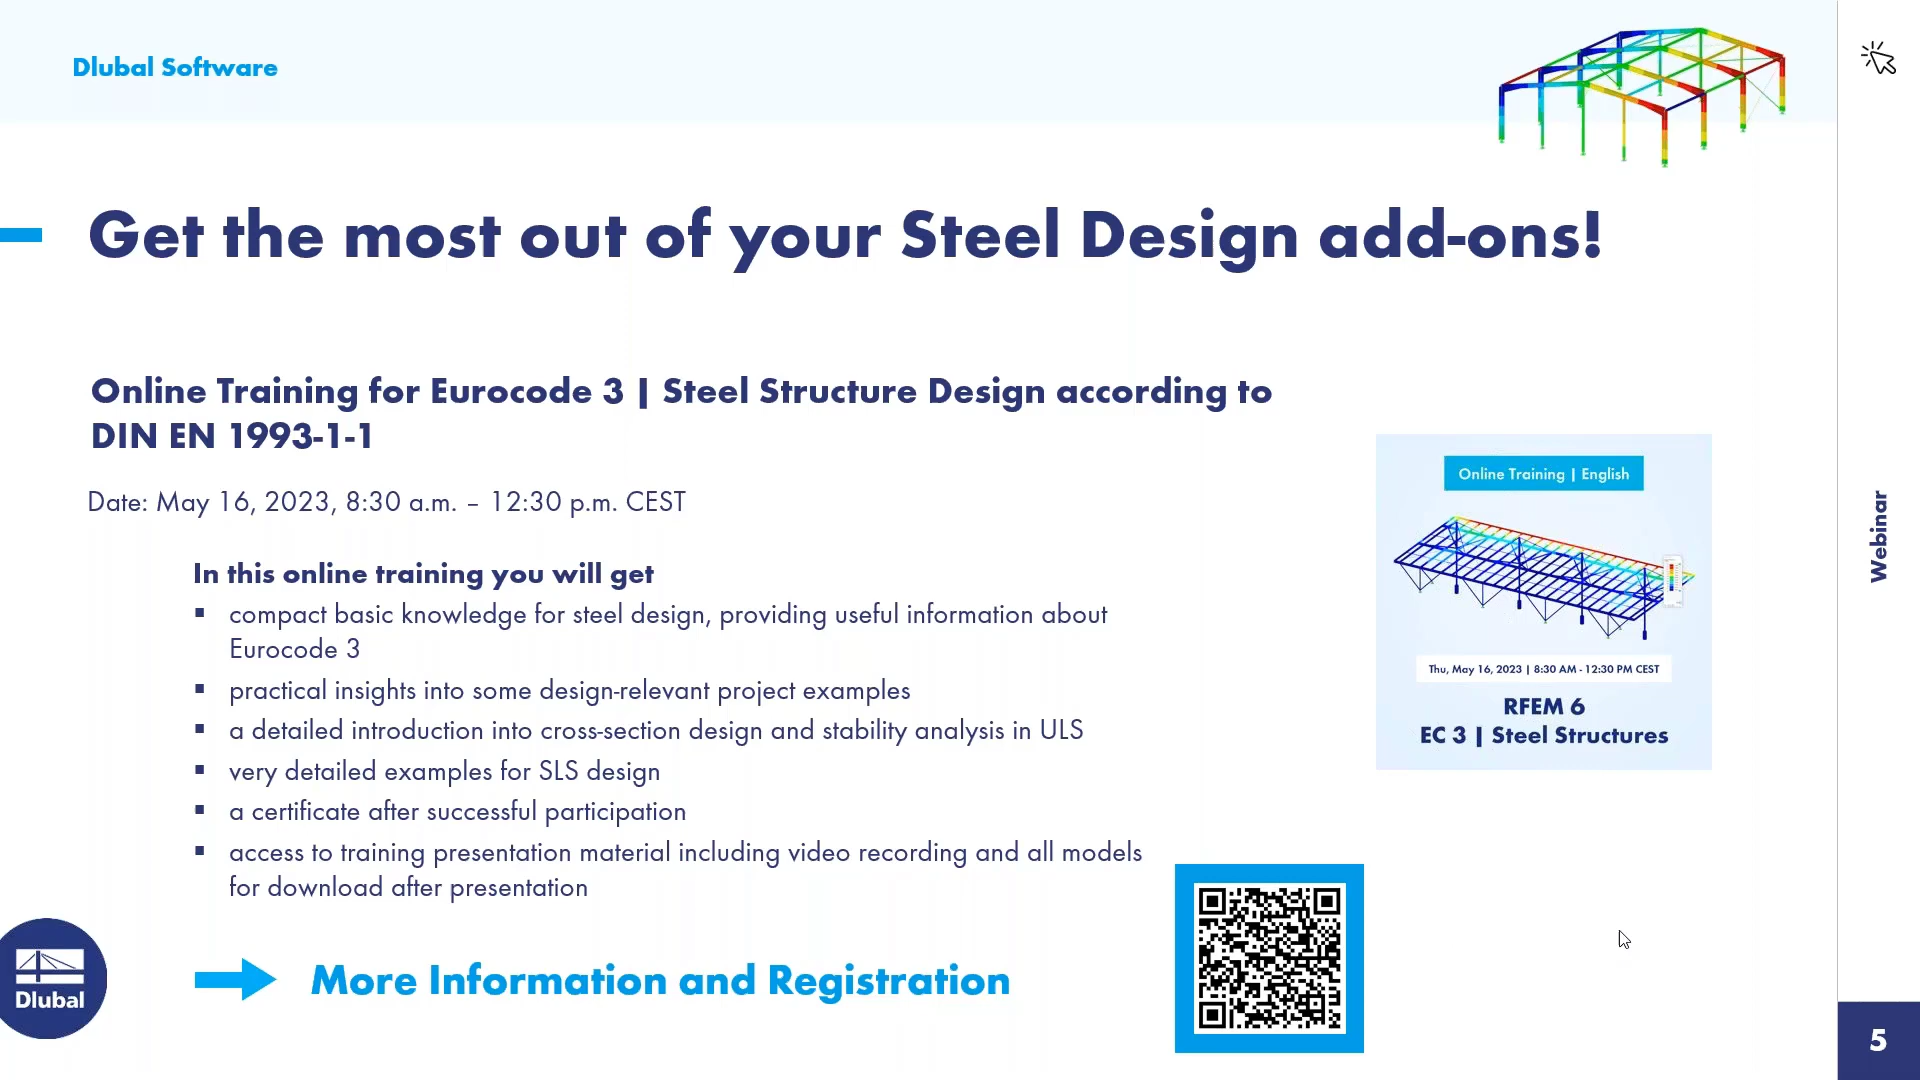 Dlubal Software
Get the most out of your Steel Design add-ons!
Online Training for Eurocode 3 | Steel Structure Design according to
DIN EN 1993-1-1
Date: May 16, 2023, 8:30 a.m. – 12:30 p.m. CEST
In this online training you will get
▪ compact basic knowledge for steel design, providing useful information about
Eurocode 3
▪ practical insights into some design-relevant project examples
▪ a detailed introduction into cross-section design and stability analysis in ULS
▪ very detailed examples for SLS design
▪ a certificate after successful participation
▪ access to training presentation material including video recording and all models
for download after presentation
More Information and Registration
Dlubal
Online Training | English
Thu, May 16, 2023 | 8:30 AM - 12:30 PM CEST
RFEM 6
EC 3 | Steel Structures
Webinar
5